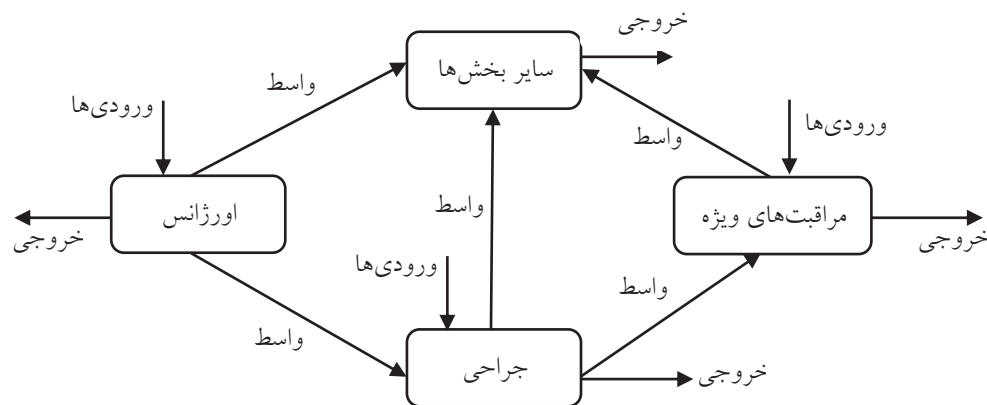 خروجی
سایر بخش‌ها
واسط
ورودی‌ها
ورودی‌ها
واسط
واسط
اورژانس
مراقبت‌های ویژه
خروجی
خروجی
ورودی‌ها
واسط
واسط
جراحی
خروجی